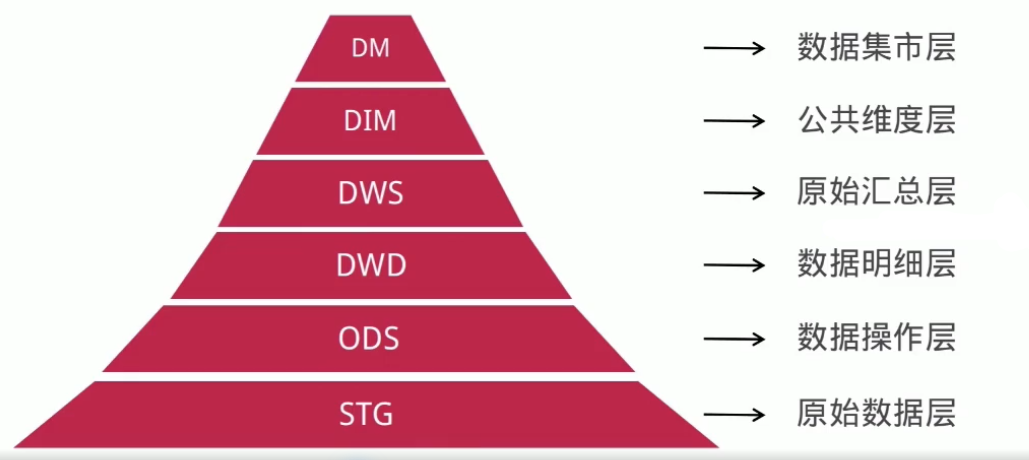 DM 数据集市层
DIM 公共维度层
DWS 原始汇总层
DWD 数据明细层
ODS 数据操作层
STG 原始数据层